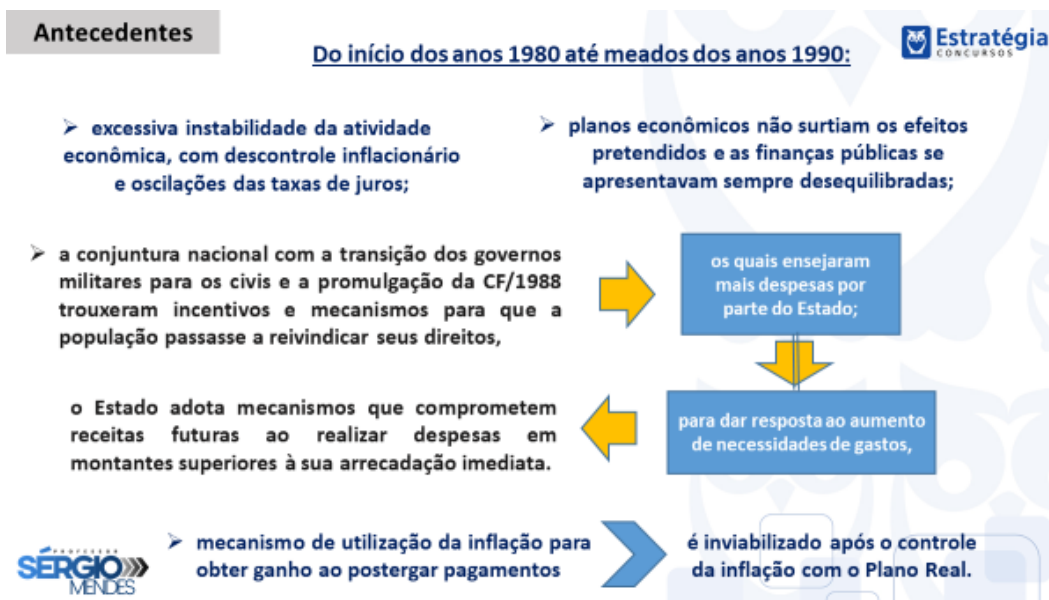 Antecedentes
Do início dos anos 1980 até meados dos anos 1990:
Estratégia
CONCURSOS
➢ excessiva instabilidade da atividade
econômica, com descontrole inflacionário
e oscilações das taxas de juros;
➢ planos econômicos não surtiam os efeitos
pretendidos e as finanças públicas se
apresentavam sempre desequilibradas;
➢ a conjuntura nacional com a transição dos governos
militares para os civis e a promulgação da CF/1988
trouxeram incentivos e mecanismos para que a
população passasse a reivindicar seus direitos,
os quais ensejaram
mais despesas por
parte do Estado;
para dar resposta ao aumento
de necessidades de gastos,
o Estado adota mecanismos que comprometem
receitas futuras ao realizar despesas em
montantes superiores à sua arrecadação imediata.
➢ mecanismo de utilização da inflação para
obter ganho ao postergar pagamentos
é inviabilizado após o controle
da inflação com o Plano Real.
PROFESSOR
SÉRGIO
MENDES